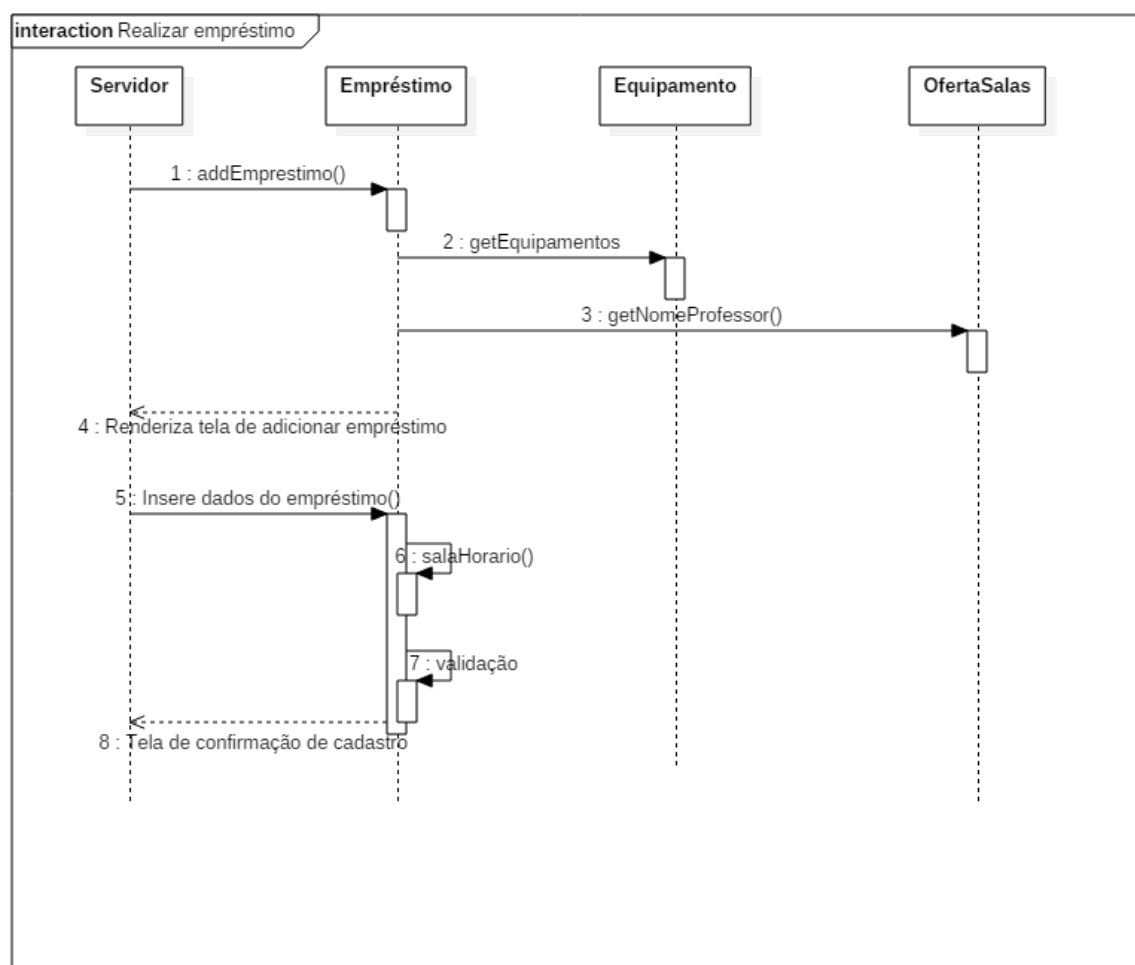 interaction Realizar empréstimo
Servidor
Empréstimo
Equipamento
OfertaSalas
1 : addEmprestimo()
2 : getEquipamentos
3 : getNomeProfessor()
4 : Renderiza tela de adicionar empréstimo
5 : Insere dados do empréstimo()
6 : salaHorario()
7 : validação
8 : Tela de confirmação de cadastro